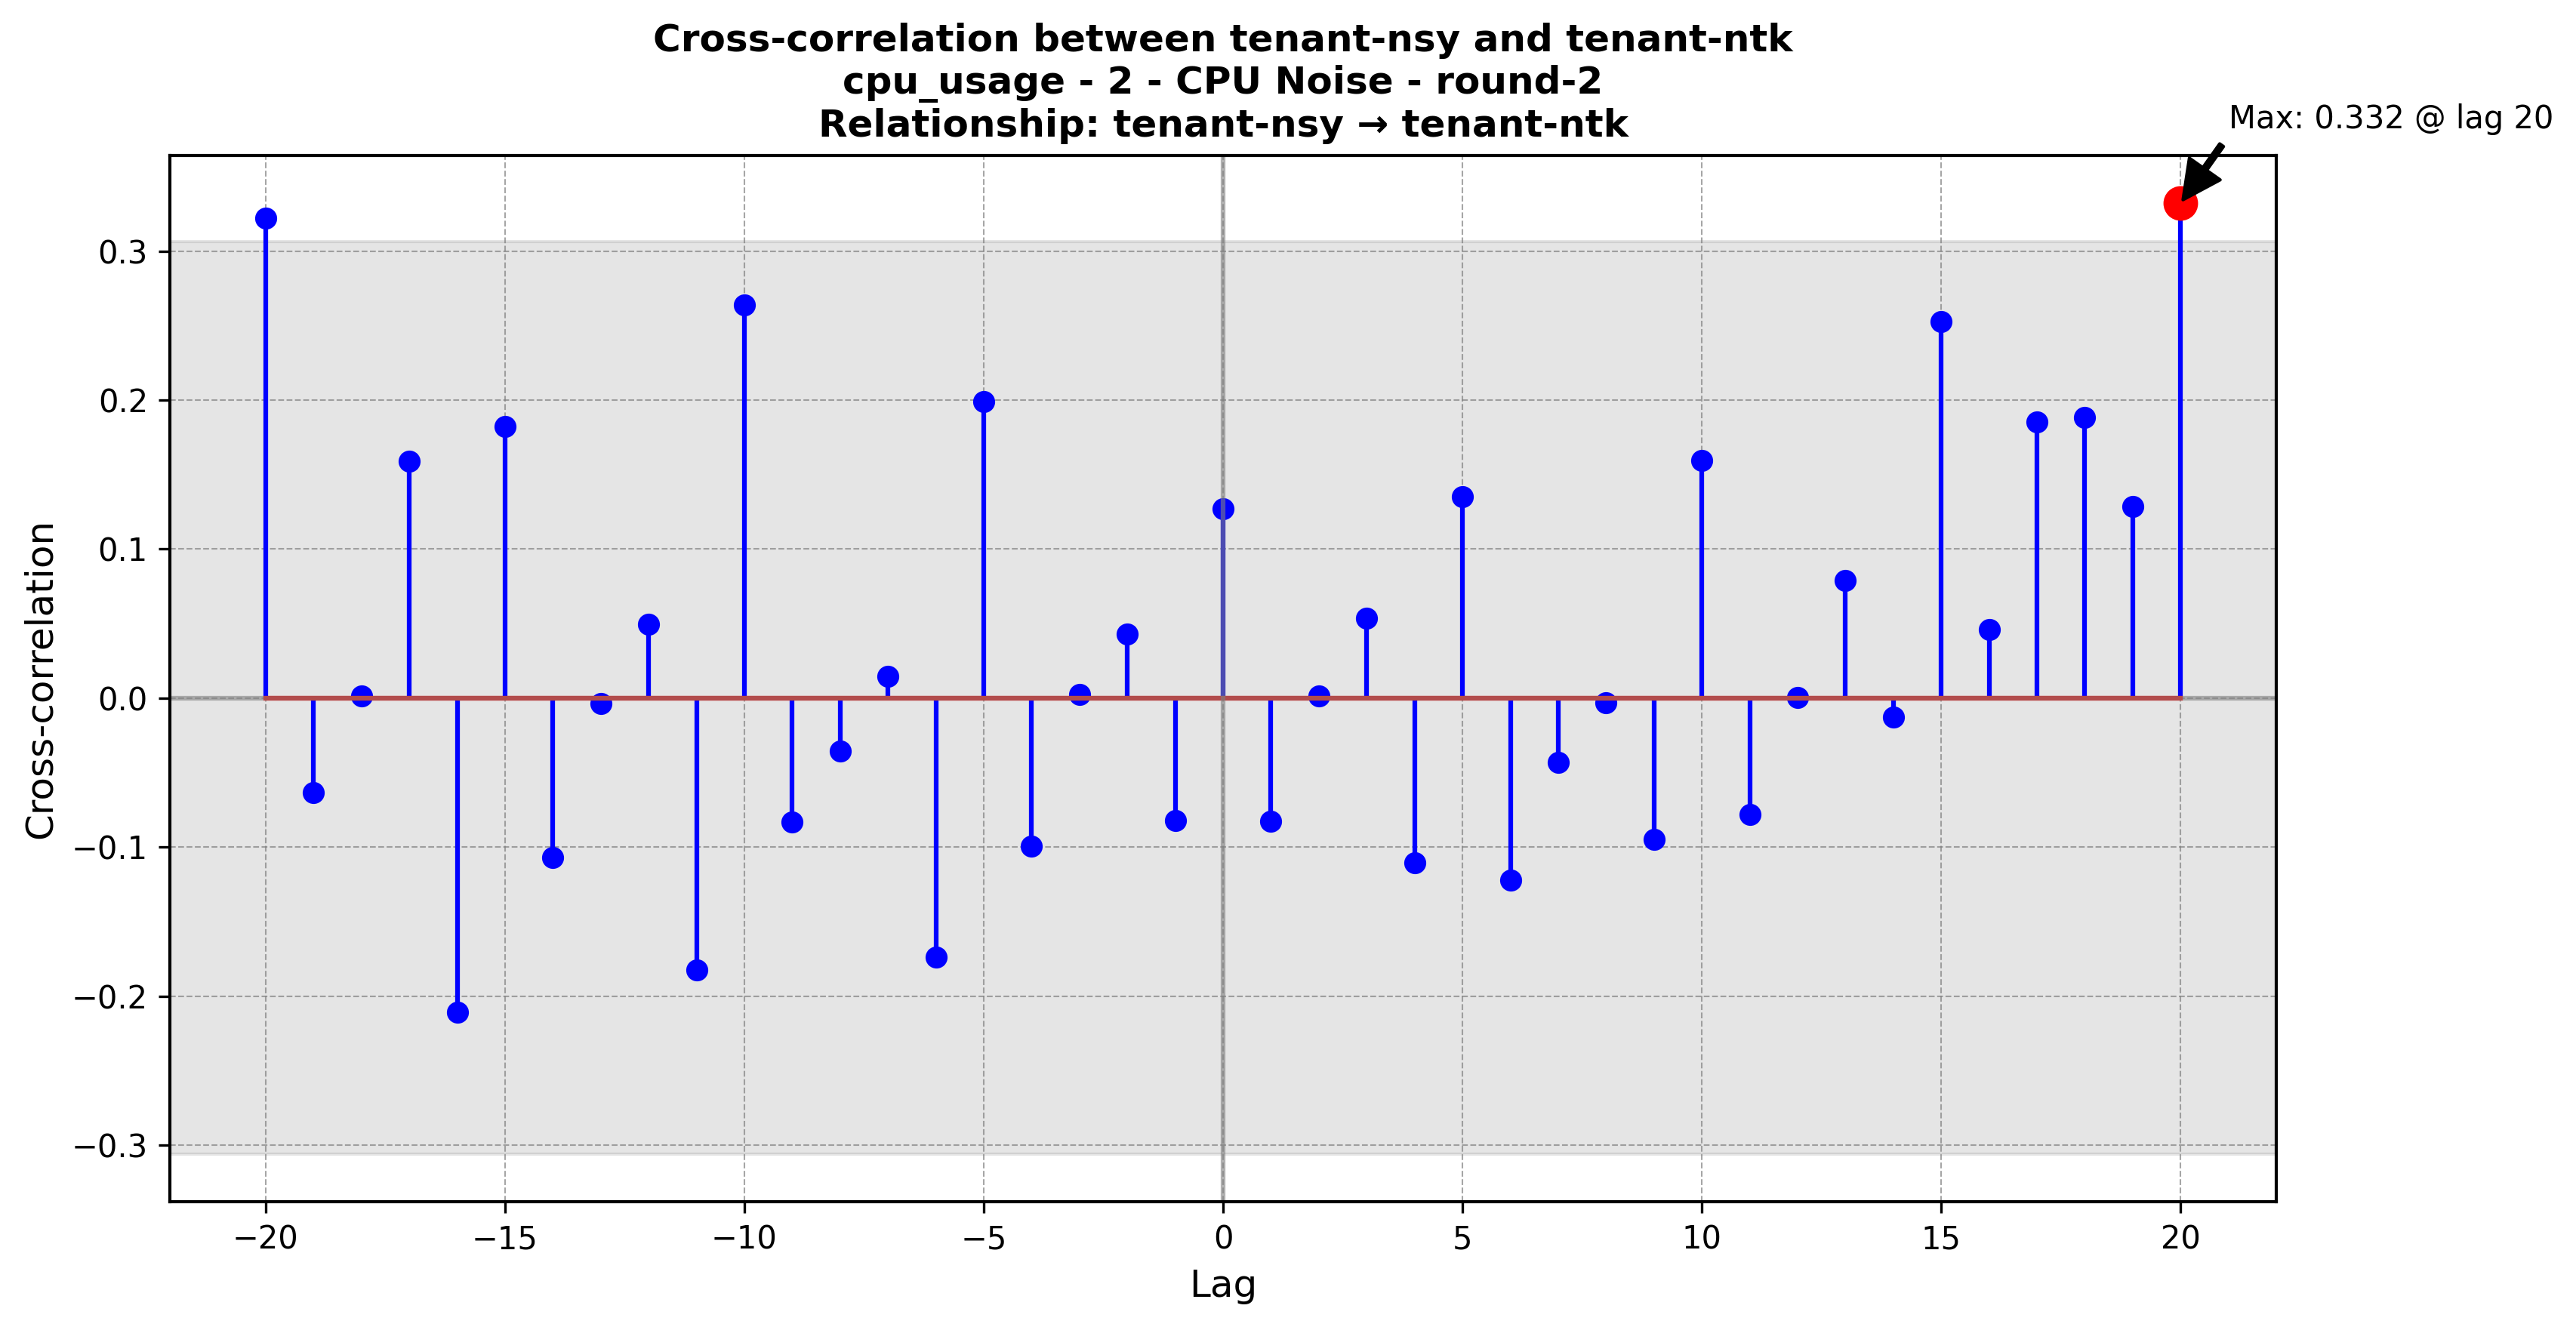 Cross-correlation between tenant-nsy and tenant-ntk
cpu_usage - 2 - CPU Noise - round-2
Relationship: tenant-nsy → tenant-ntk
Max: 0.332 @ lag 20
0.3
0.2
0.1
0.0
−0.1
−0.2
−0.3
Cross-correlation
−20 −15 −10 −5 0 5 10 15 20
Lag